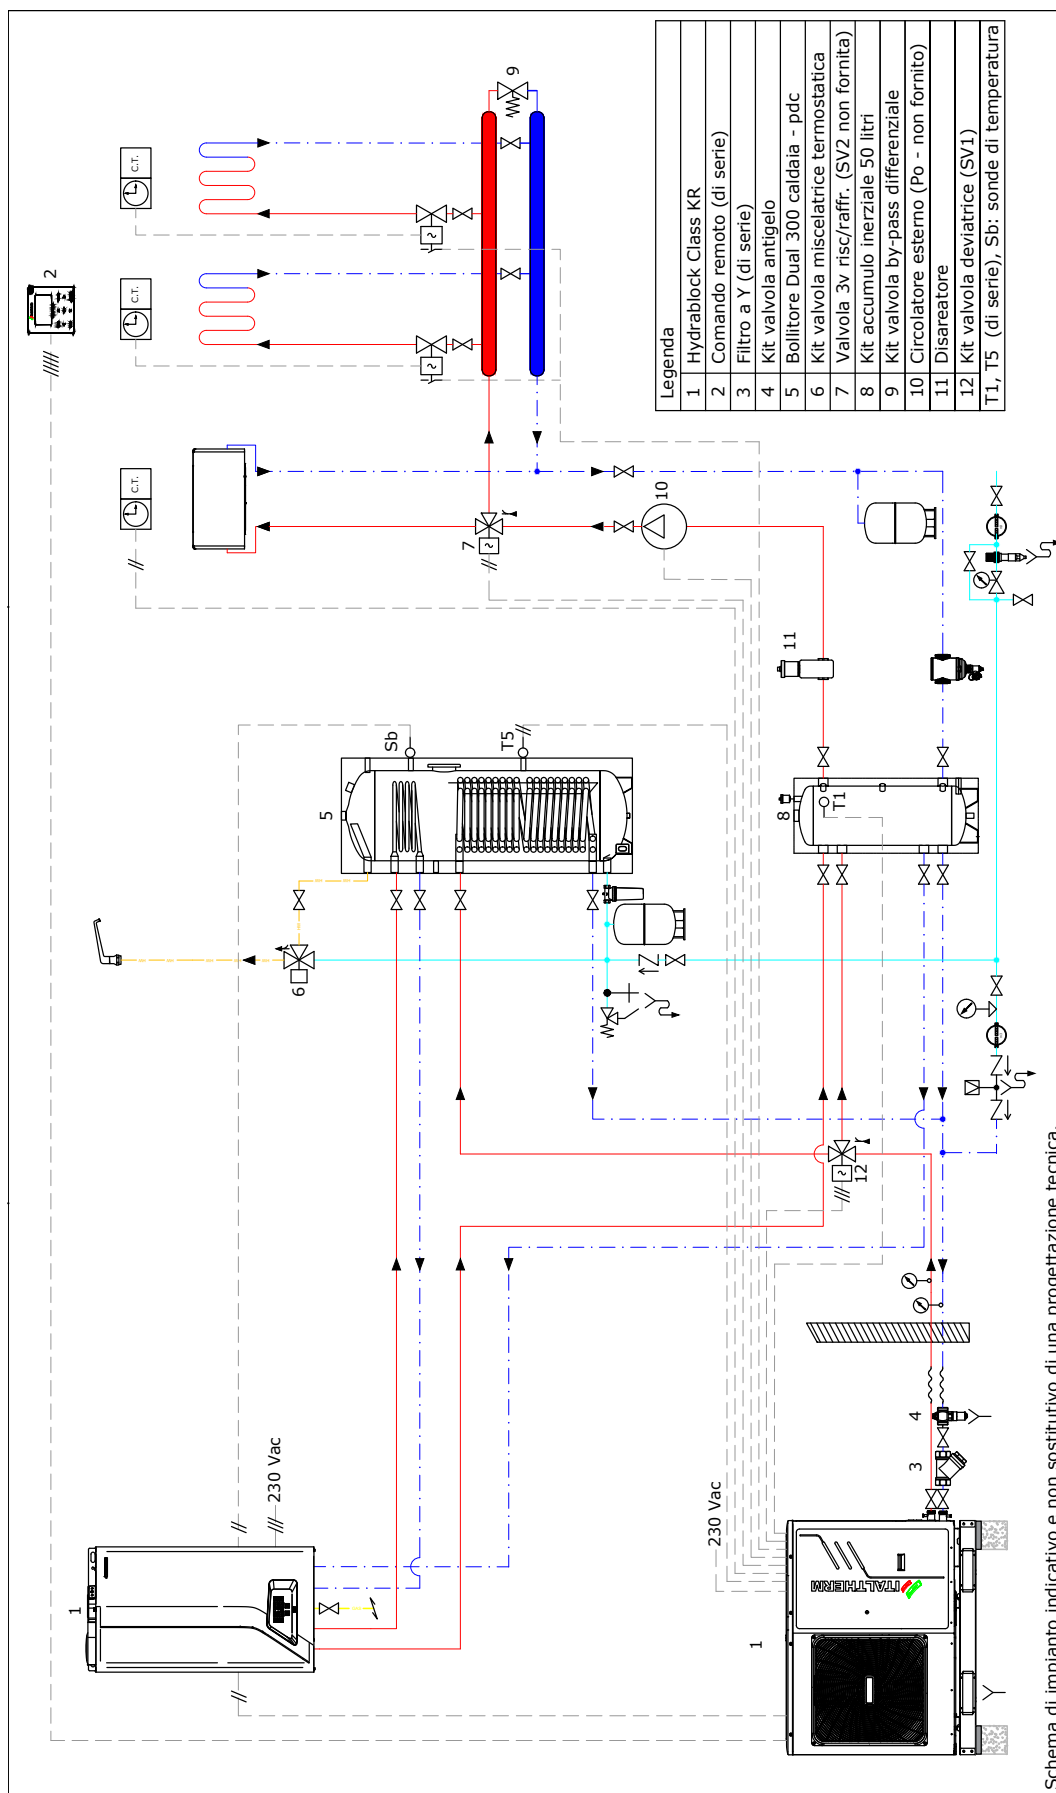 2
C.T.
C.T.
C.T.
9
7
10
11
Sb
T5
5
6
8
T1
12
1
230 Vac
230 Vac
1
3
4
ITALTHERM
Legenda
1 Hydrablock Class KR
2 Comando remoto (di serie)
3 Filtro a Y (di serie)
4 Kit valvola antigelo
5 Bollitore Dual 300 caldaia - pdc
6 Kit valvola miscelatrice termostatica
7 Valvola 3v risc/raffr. (SV2 non fornita)
8 Kit accumulo inerziale 50 litri
9 Kit valvola by-pass differenziale
10 Circolatore esterno (Po - non fornito)
11 Disareatore
12 Kit valvola deviatrice (SV1)
T1, T5 (di serie), Sb: sonde di temperatura
Schema di impianto indicativo e non sostitutivo di una progettazione tecnica.